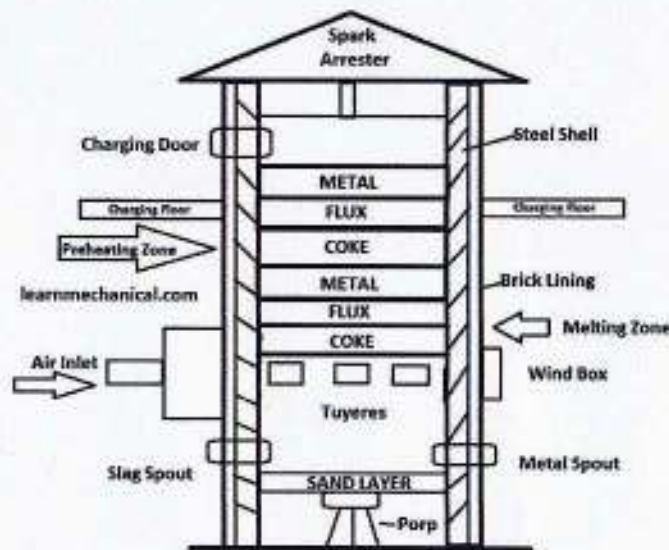 Spark
Arrester
Charging Door
Steel Shell
METAL
Charging Floor
FLUX
Charging Floor
Preheating Zone
COKE
METAL
Brick Lining
learnmechanical.com
FLUX
COKE
Melting Zone
Air Inlet
Wind Box
Tuyeres
Slag Spout
Metal Spout
SAND LAYER
Porp